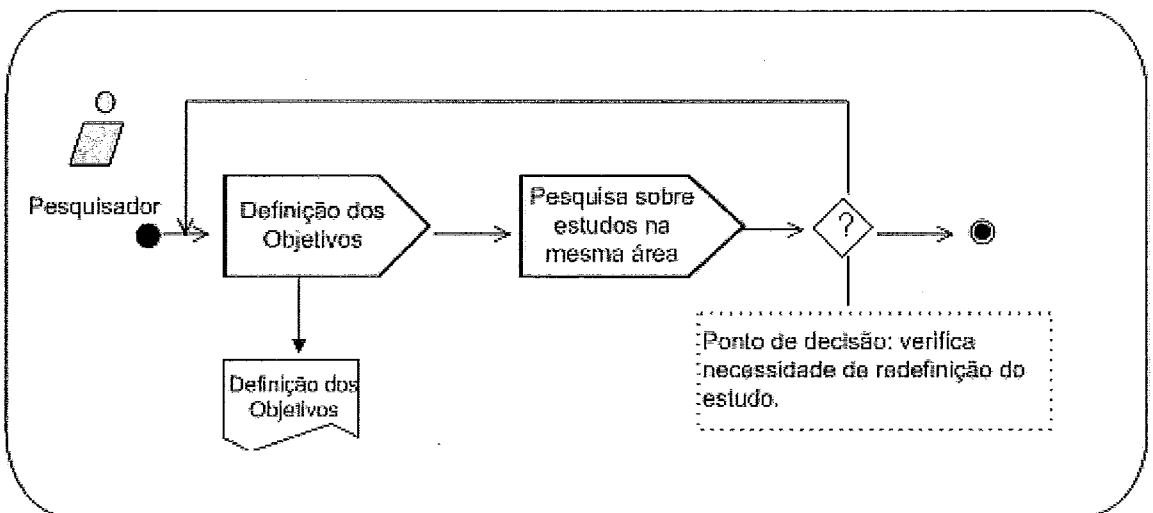 Pesquisador
Definição dos
Objetivos
Pesquisa sobre
estudos na
mesma área
?
Definição dos
Objetivos
Ponto de decisão: verifica
necessidade de redefinição do
estudo.